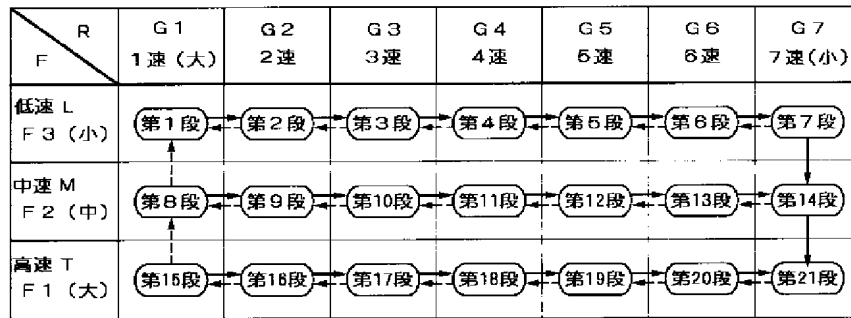 R
F
G1 G2 G3 G4 G5 G6 G7
1速(大) 2速 3速 4速 5速 6速 7速(小)
低速 L
F3 (小)
第1段 第2段 第3段 第4段 第5段 第6段 第7段
中速 M
F2 (中)
第8段 第9段 第10段 第11段 第12段 第13段 第14段
高速 T
F1 (大)
第15段 第16段 第17段 第18段 第19段 第20段 第21段